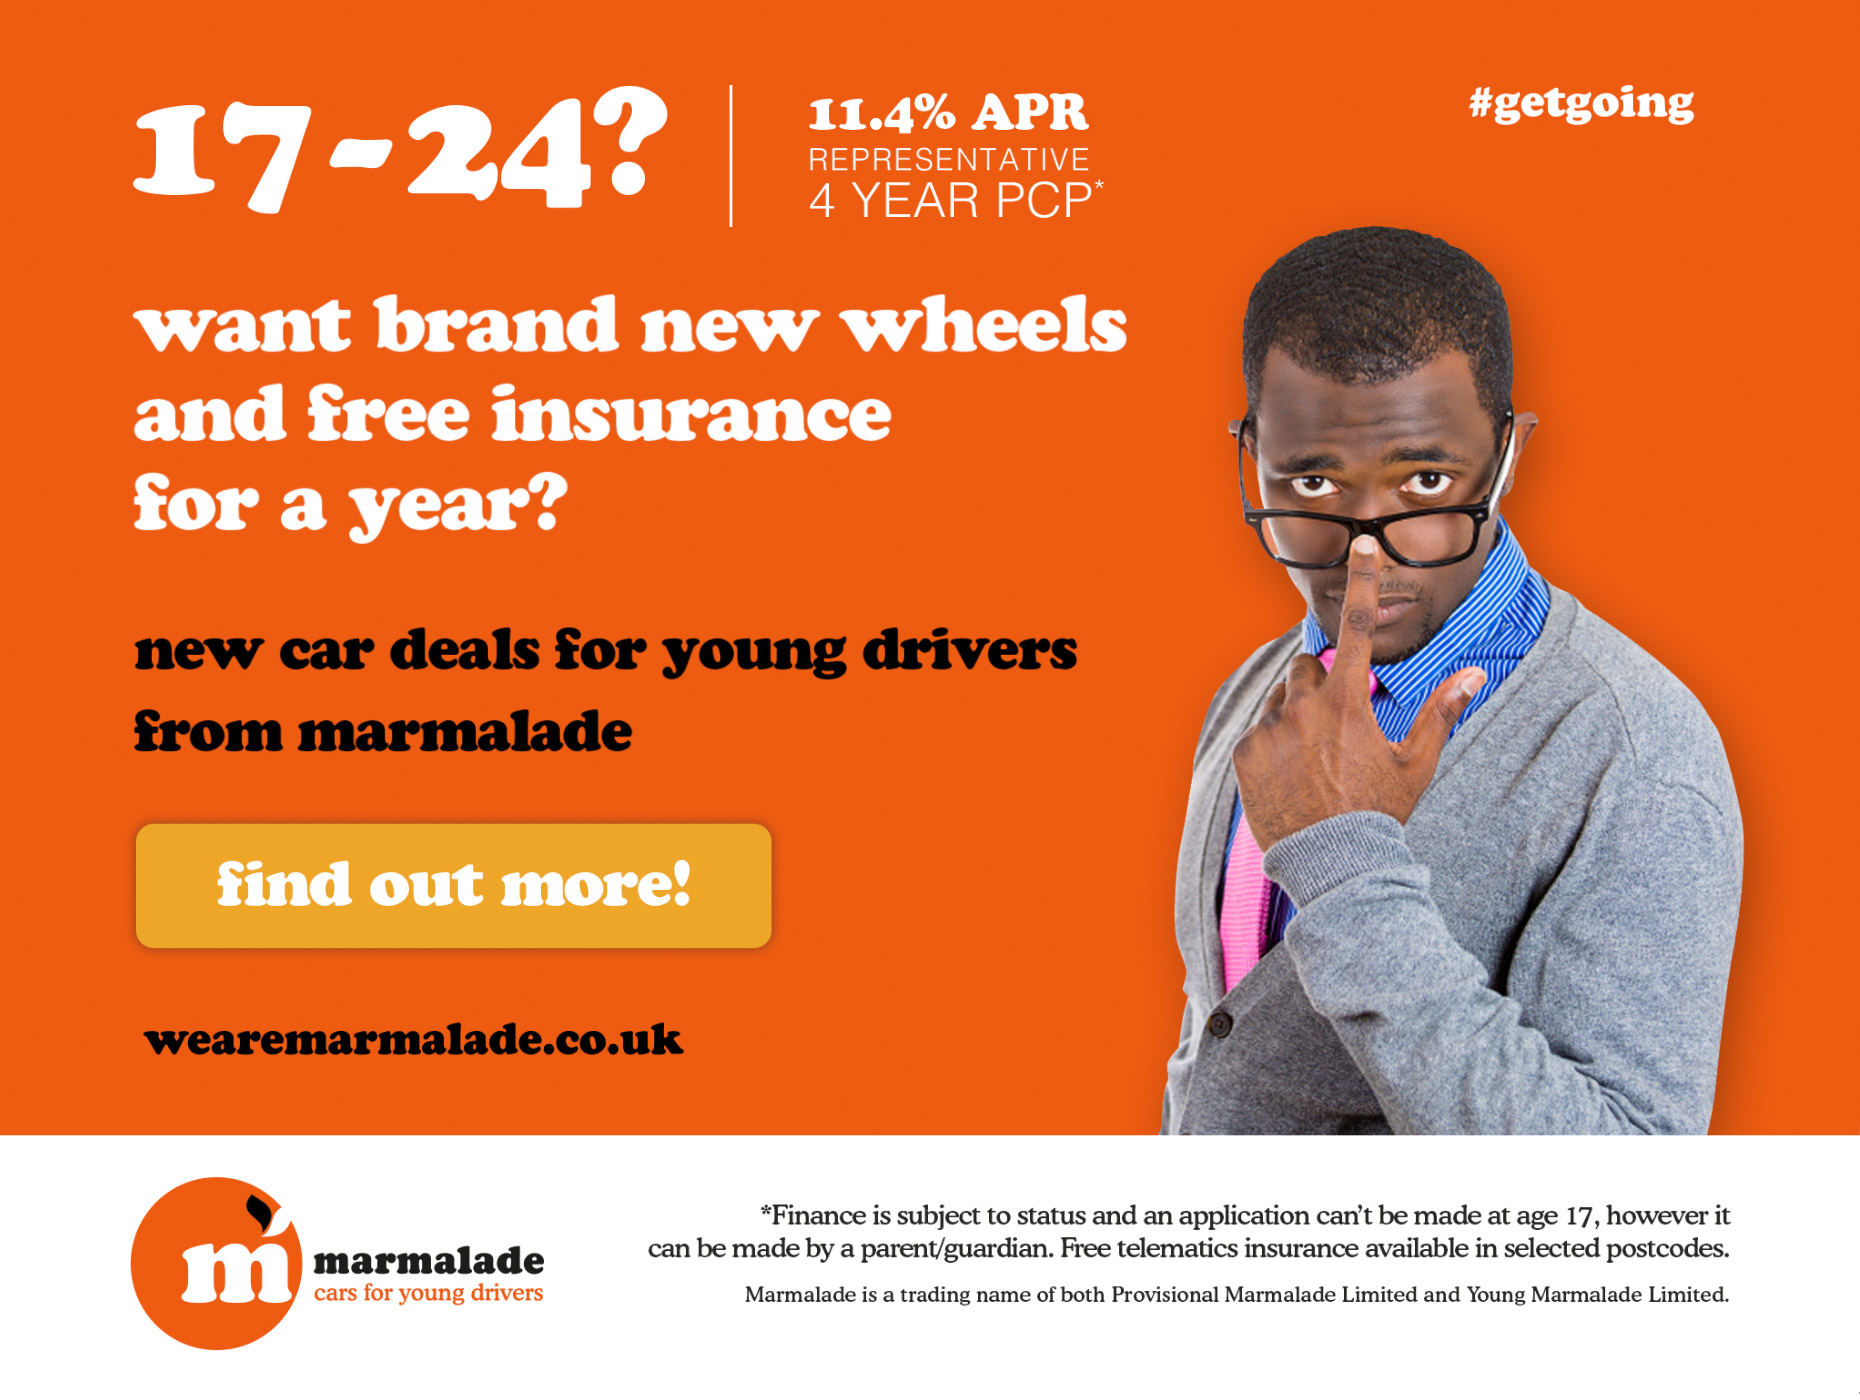 17-24?
11.4% APR
REPRESENTATIVE
4 YEAR PCP*
#getgoing
want brand new wheels
and free insurance
for a year?
new car deals for young drivers
from marmalade
find out more!
wearemarmalade.co.uk
m
marmalade
cars for young drivers
*Finance is subject to status and an application can't be made at age 17, however it
can be made by a parent/guardian. Free telematics insurance available in selected postcodes.
Marmalade is a trading name of both Provisional Marmalade Limited and Young Marmalade Limited.